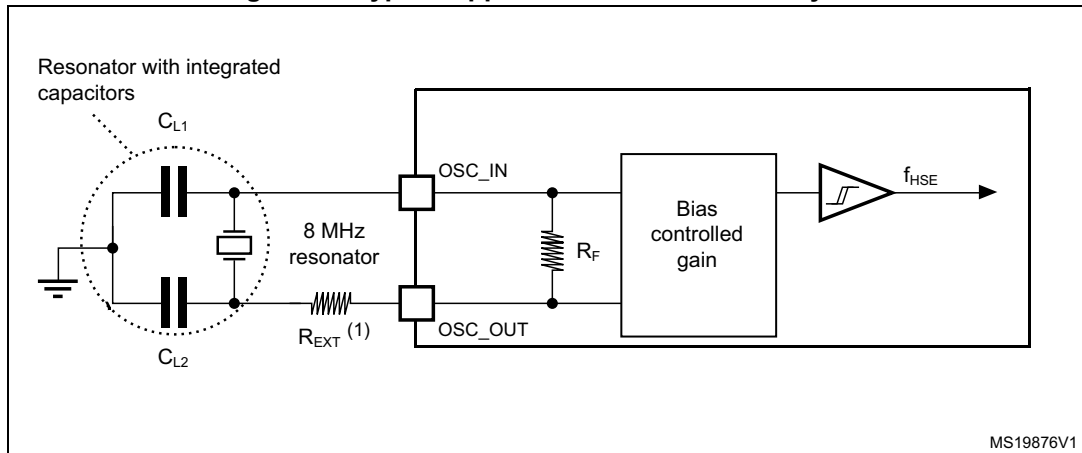 Resonator with integrated
capacitors
CL1
OSC_IN
fHSE
8 MHz
resonator
RF
Bias
controlled
gain
REXT (1)
OSC_OUT
CL2
MS19876V1